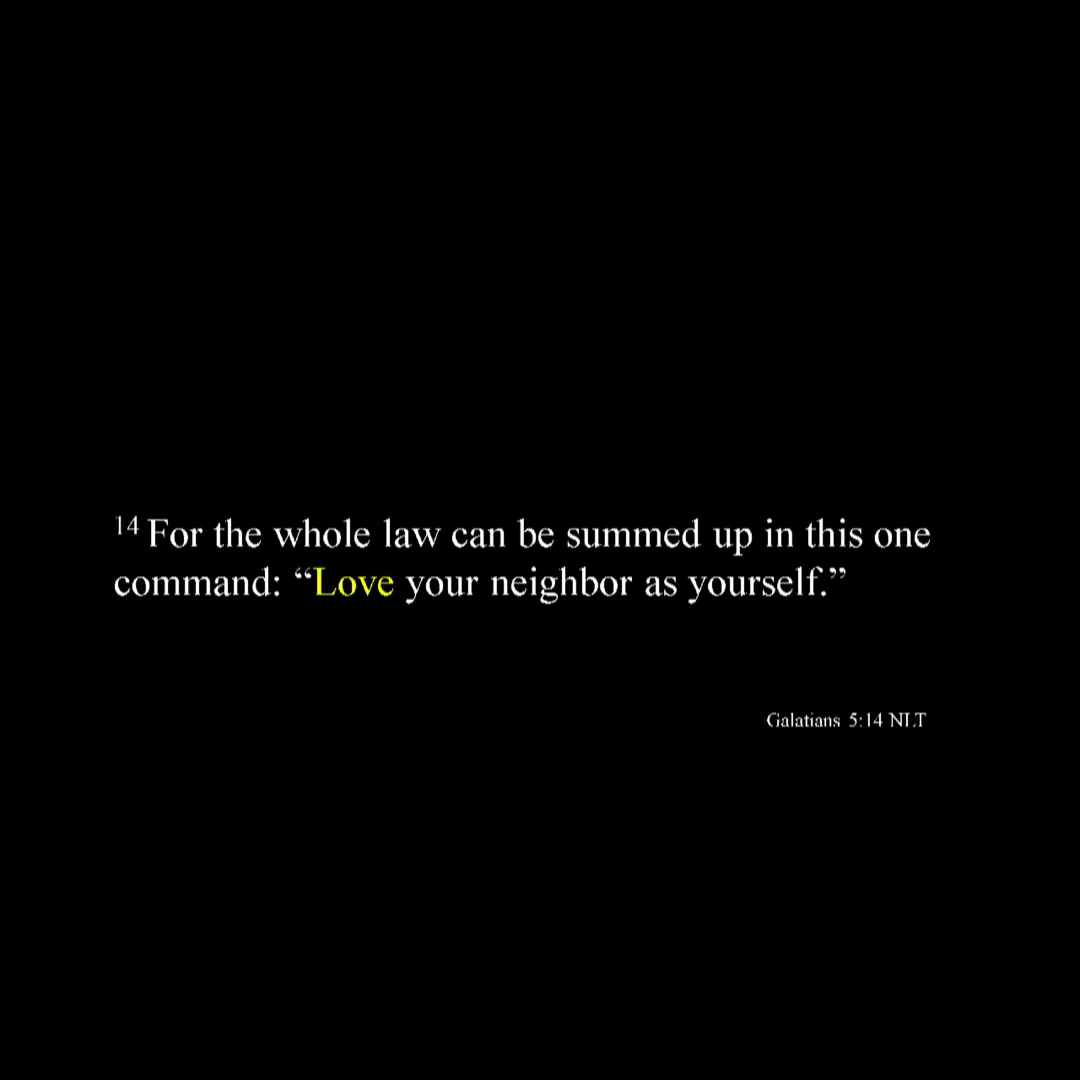 14 For the whole law can be summed up in this one
command: “Love your neighbor as yourself.”
Galatians 5:14 NLT